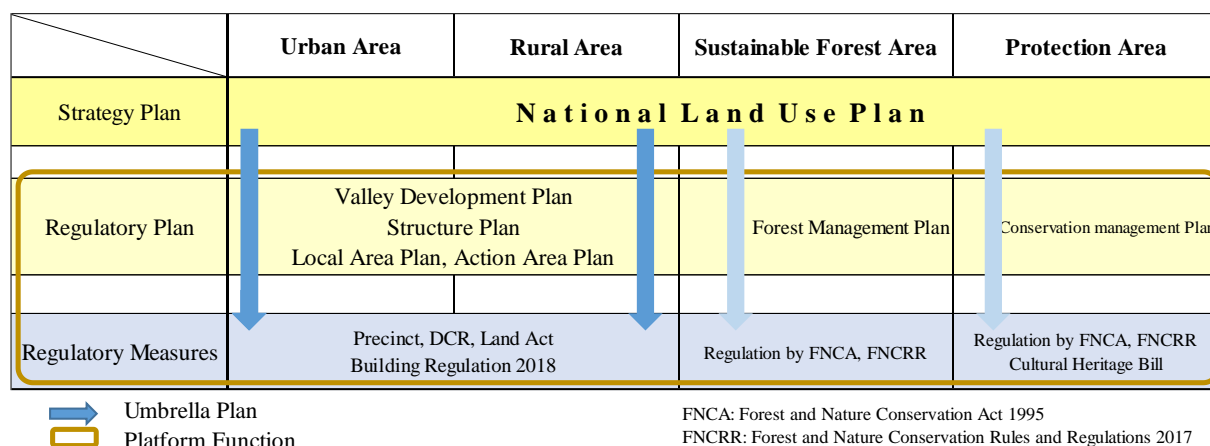 Urban Area
Rural Area
Sustainable Forest Area
Protection Area
Strategy Plan
National Land Use Plan
Regulatory Plan
Valley Development Plan
Structure Plan
Local Area Plan, Action Area Plan
Forest Management Plan
Conservation management Plan
Regulatory Measures
Precinct, DCR, Land Act
Building Regulation 2018
Regulation by FNCA, FNCRR
Regulation by FNCA, FNCRR
Cultural Heritage Bill
Umbrella Plan
Platform Function
FNCA: Forest and Nature Conservation Act 1995
FNCRR: Forest and Nature Conservation Rules and Regulations 2017